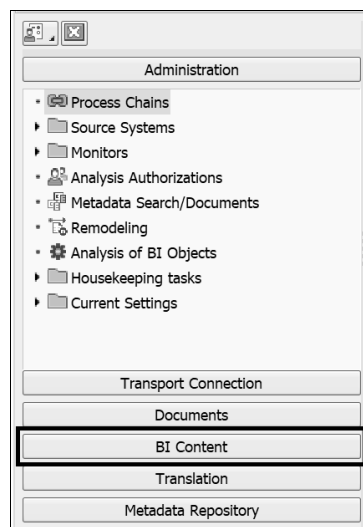 Administration
Process Chains
Source Systems
Monitors
Analysis Authorizations
Metadata Search/Documents
Remodeling
Analysis of BI Objects
Housekeeping tasks
Current Settings
Transport Connection
Documents
BI Content
Translation
Metadata Repository